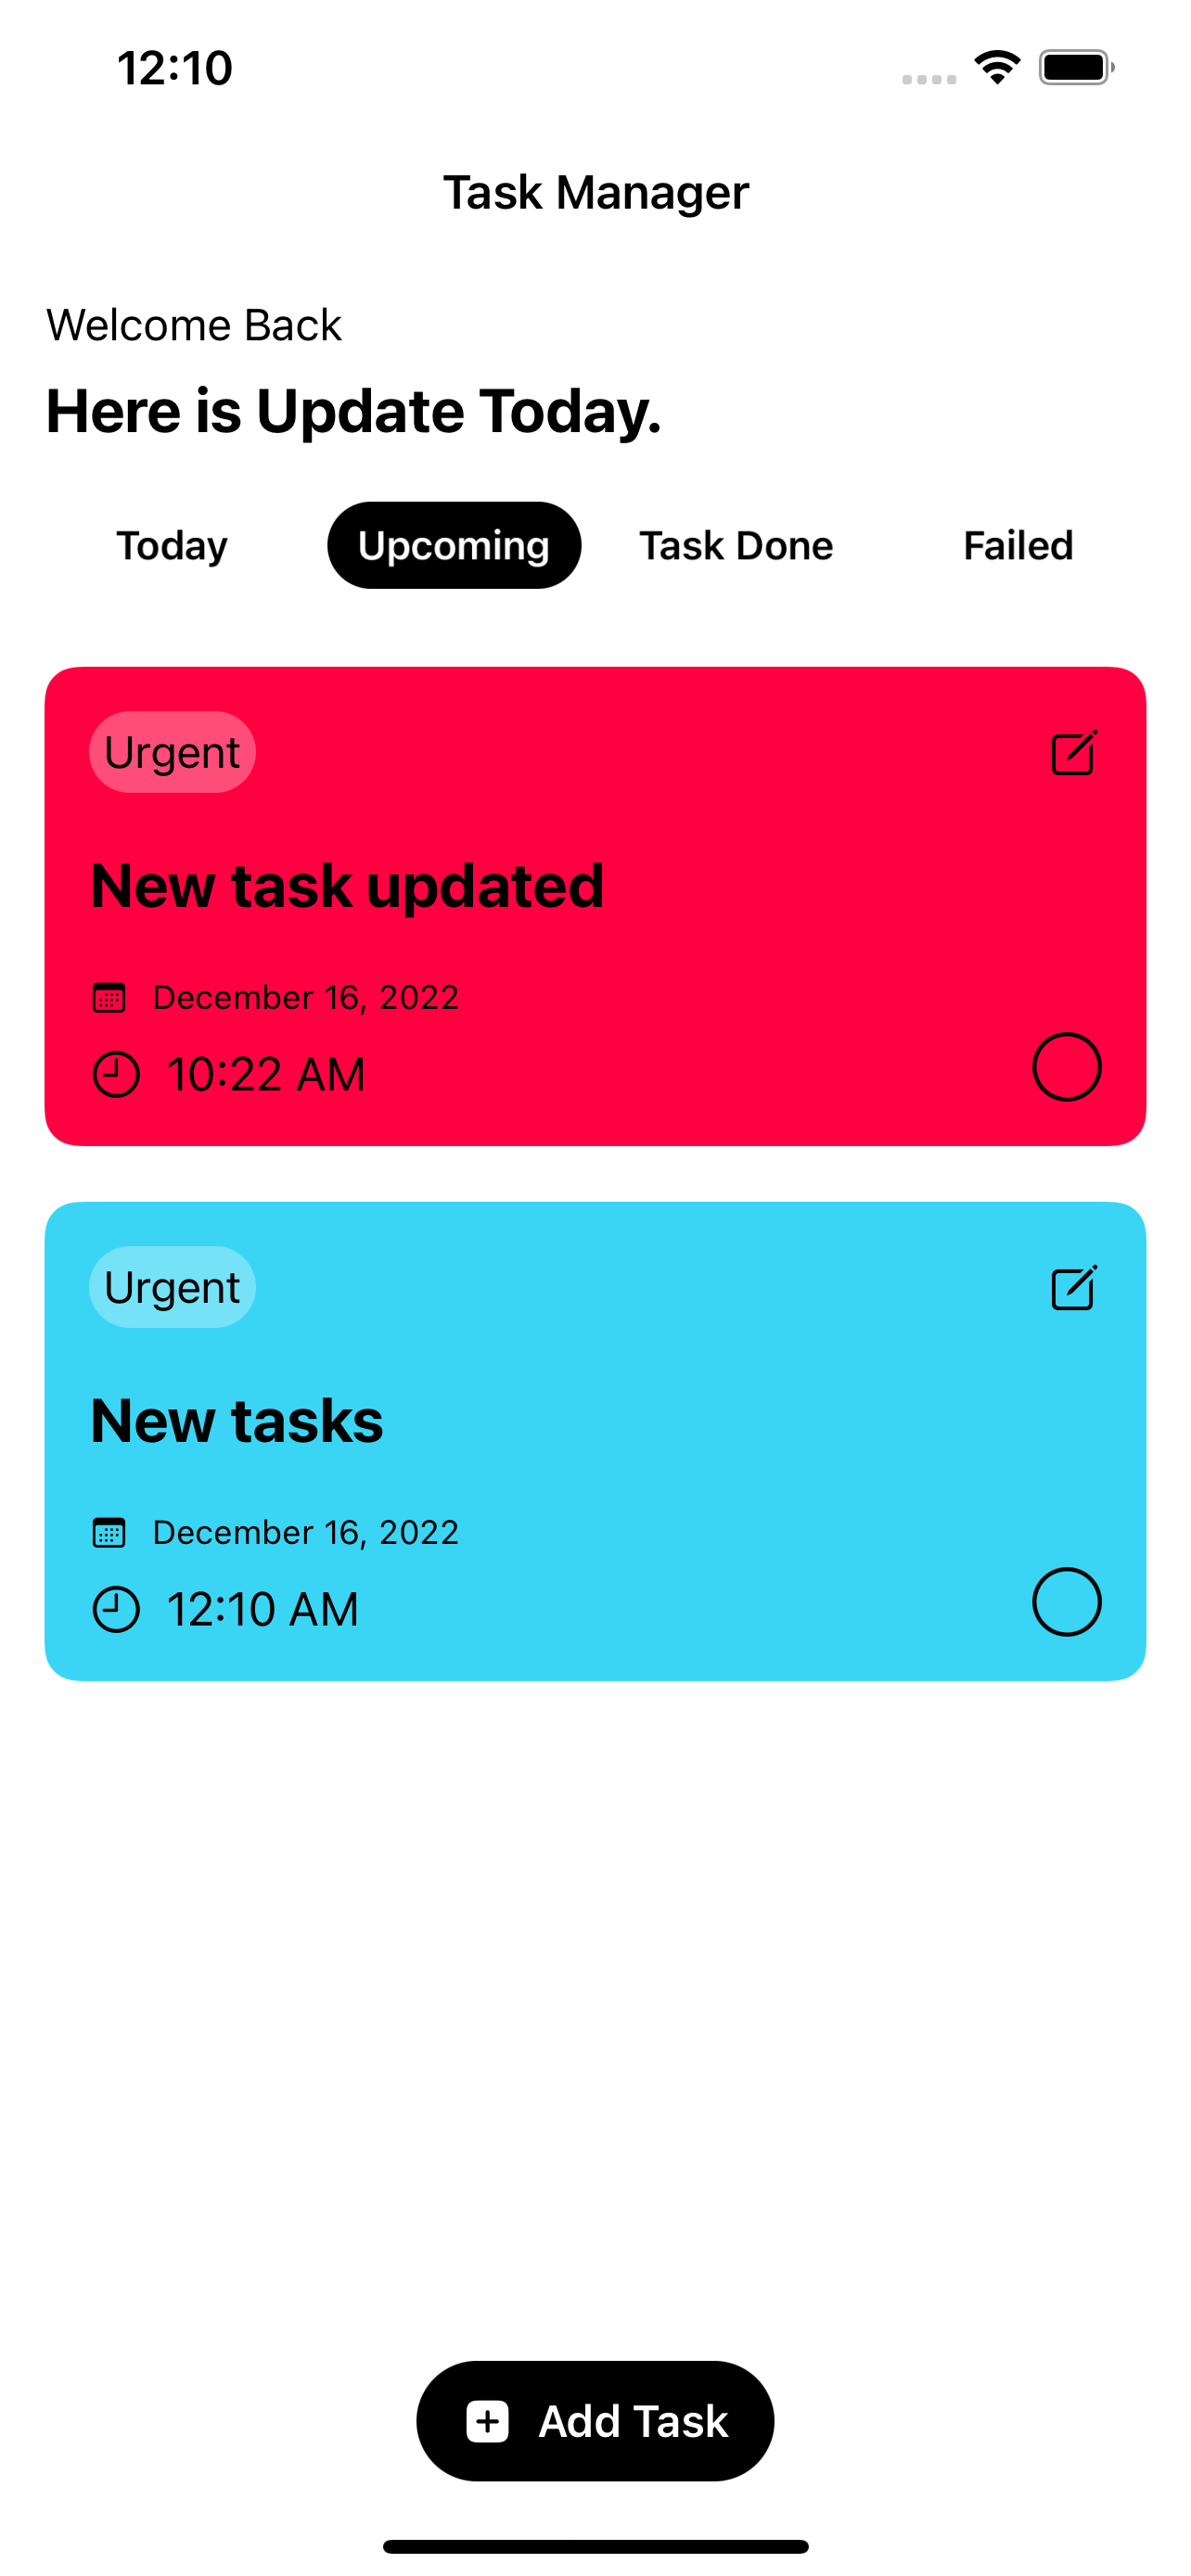 12:10
Task Manager
Welcome Back
Here is Update Today.
Today Upcoming Task Done Failed
Urgent
New task updated
December 16, 2022
10:22 AM
Urgent
New tasks
December 16, 2022
12:10 AM
Add Task